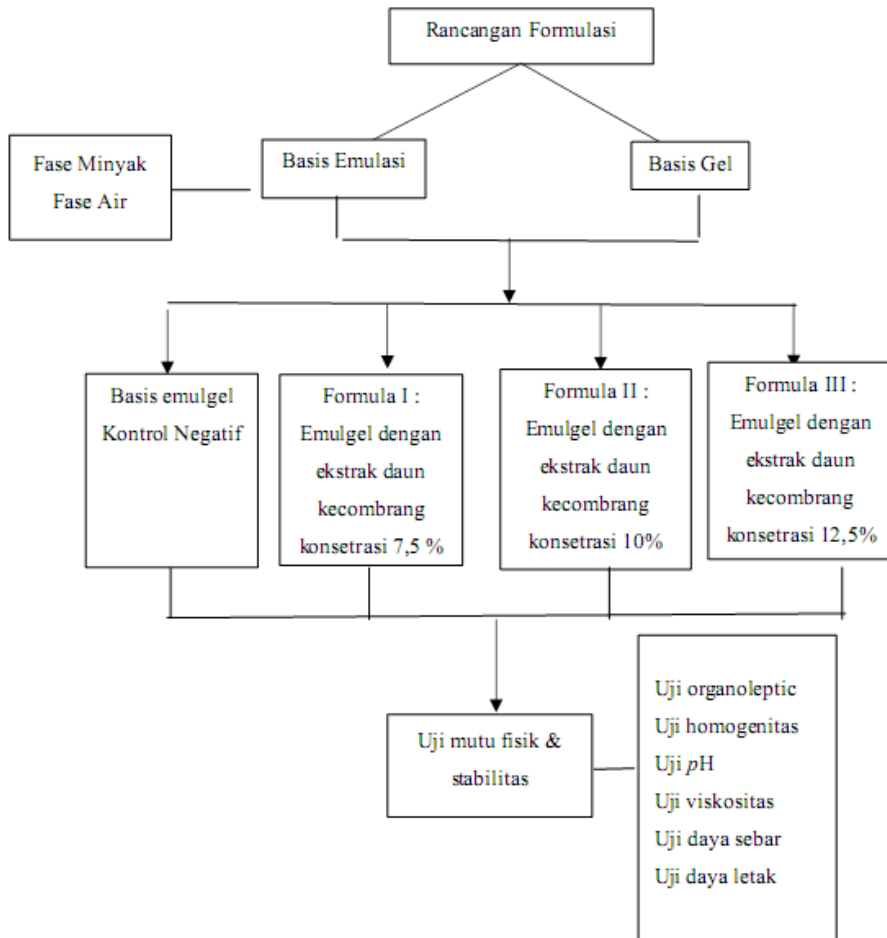 Rancangan Formulasi
Fase Minyak
Fase Air
Basis Emulasi
Basis Gel
Basis emulgel
Kontrol Negatif
Formula I :
Emulgel dengan
ekstrak daun
kecombrang
konsetrasi 7,5 %
Formula II :
Emulgel dengan
ekstrak daun
kecombrang
konsetrasi 10%
Formula III :
Emulgel dengan
ekstrak daun
kecombrang
konsetrasi 12,5%
Uji mutu fisik &
stabilitas
Uji organoleptic
Uji homogenitas
Uji pH
Uji viskositas
Uji daya sebar
Uji daya letak